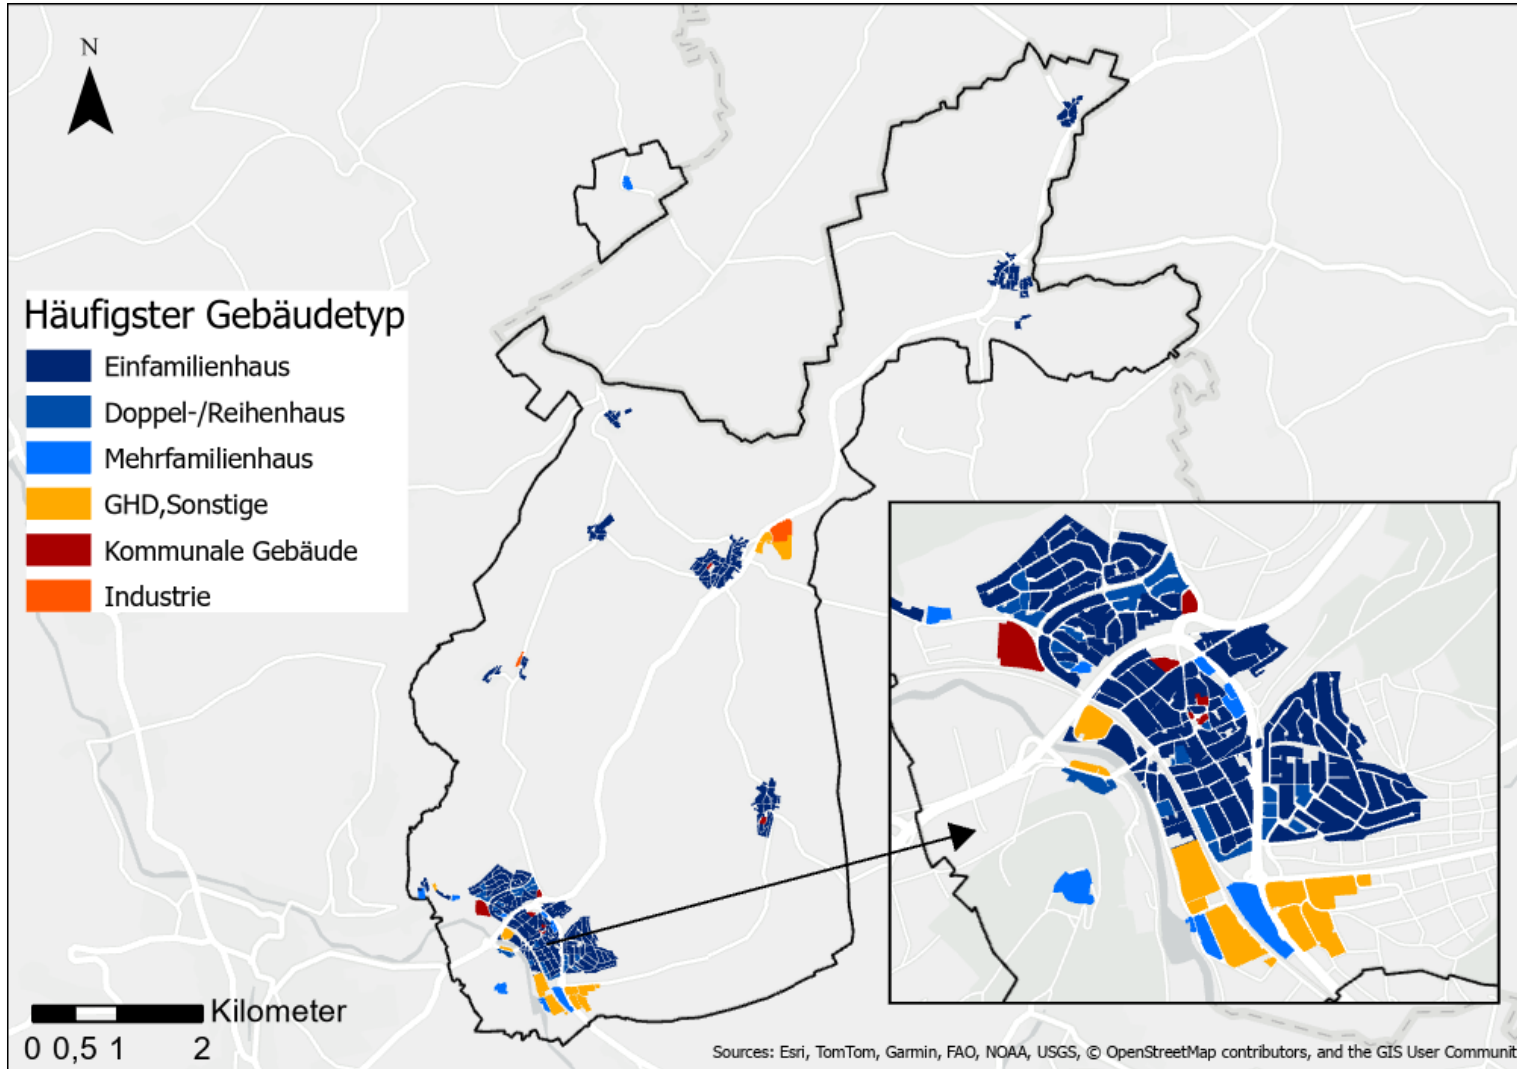 N
Häufigster Gebäudetyp
Einfamilienhaus
Doppel-/Reihenhaus
Mehrfamilienhaus
GHD,Sonstige
Kommunale Gebäude
Industrie
Kilometer
0 0,5 1 2
Sources: Esri, TomTom, Garmin, FAO, NOAA, USGS, © OpenStreetMap contributors, and the GIS User Communit